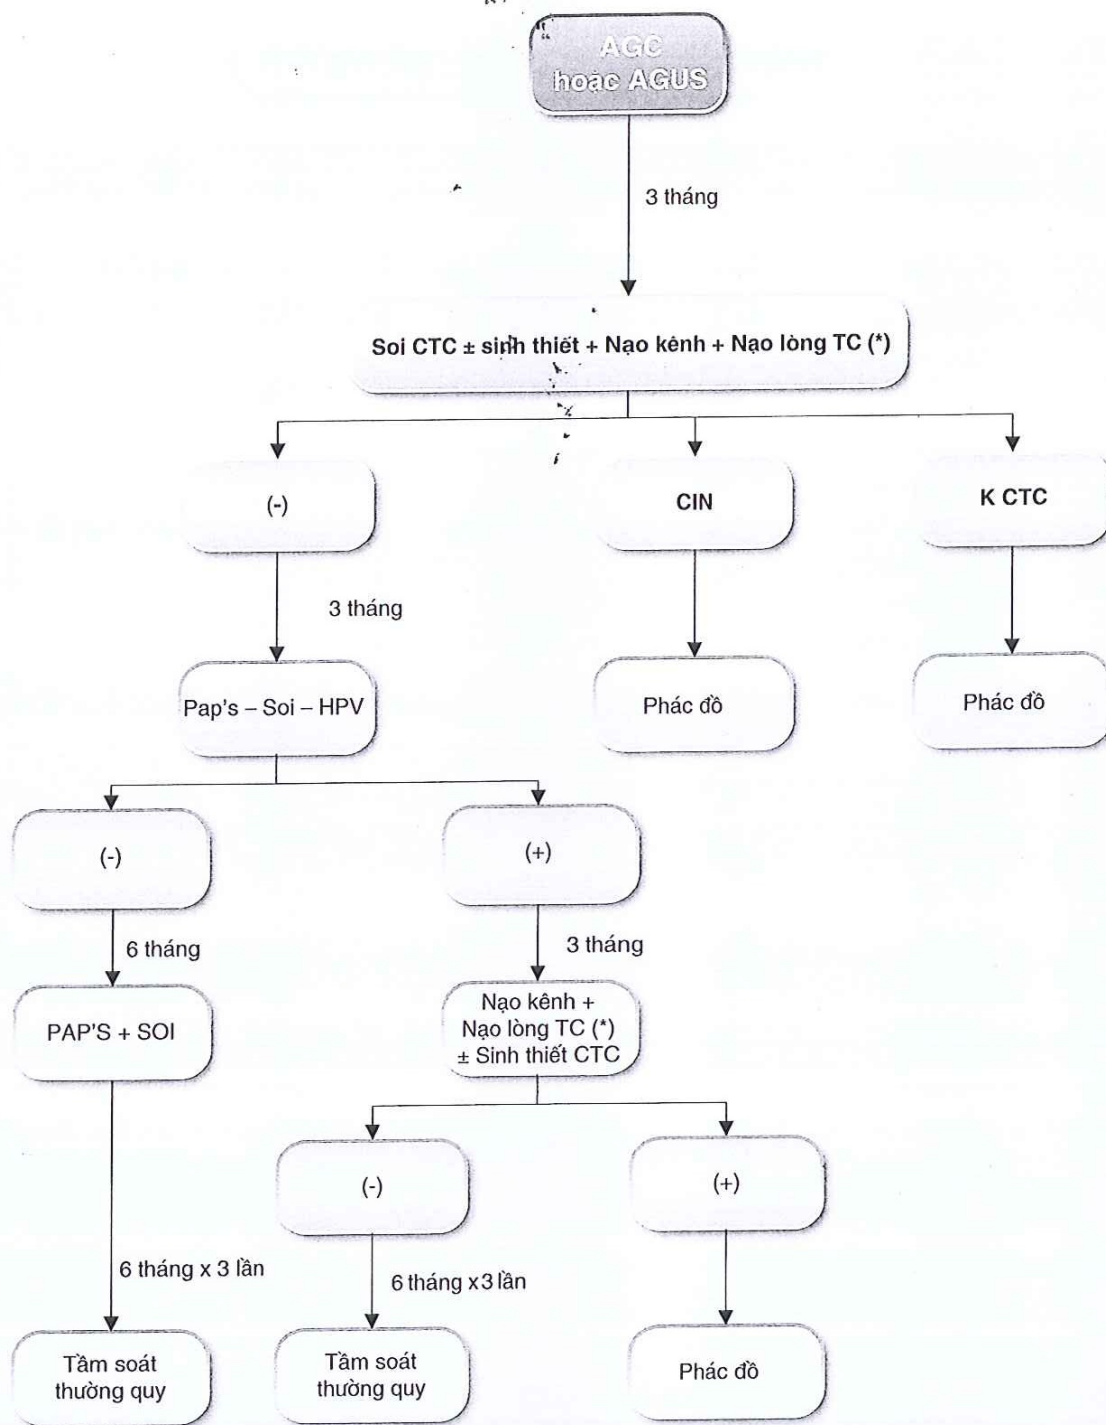 AGC
hoặc AGUS
3 tháng
Soi CTC ± sinh thiết + Nạo kênh + Nạo lòng TC (*)
(-)
CIN
K CTC
3 tháng
Pap's – Soi – HPV
Phác đồ
Phác đồ
(-)
(+)
6 tháng
3 tháng
PAP'S + SOI
Nạo kênh +
Nạo lòng TC (*)
± Sinh thiết CTC
(-)
(+)
6 tháng x 3 lần
6 tháng x 3 lần
Tầm soát
thường quy
Tầm soát
thường quy
Phác đồ